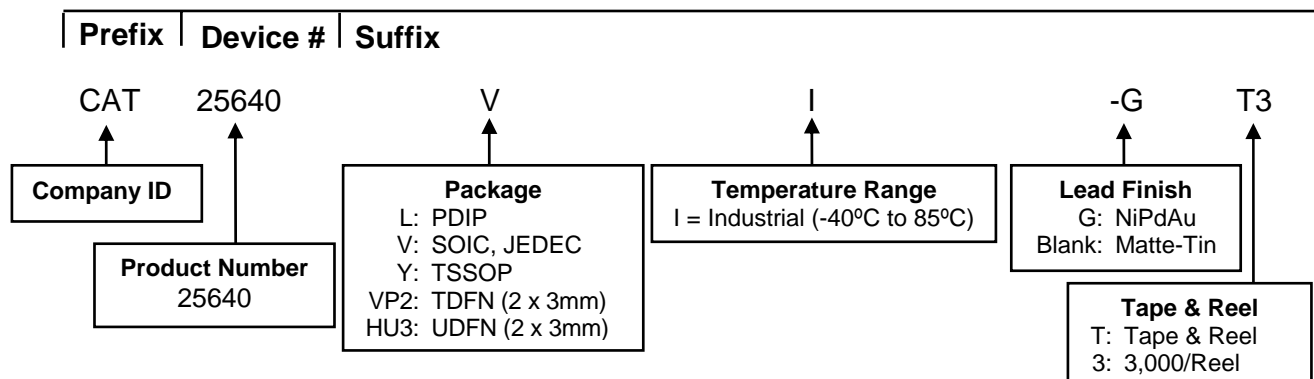 Prefix Device # Suffix
CAT 25640 V I -G T3
Company ID
Product Number
25640
Package
L: PDIP
V: SOIC, JEDEC
Y: TSSOP
VP2: TDFN (2 x 3mm)
HU3: UDFN (2 x 3mm)
Temperature Range
I = Industrial (-40ºC to 85ºC)
Lead Finish
G: NiPdAu
Blank: Matte-Tin
Tape & Reel
T: Tape & Reel
3: 3,000/Reel